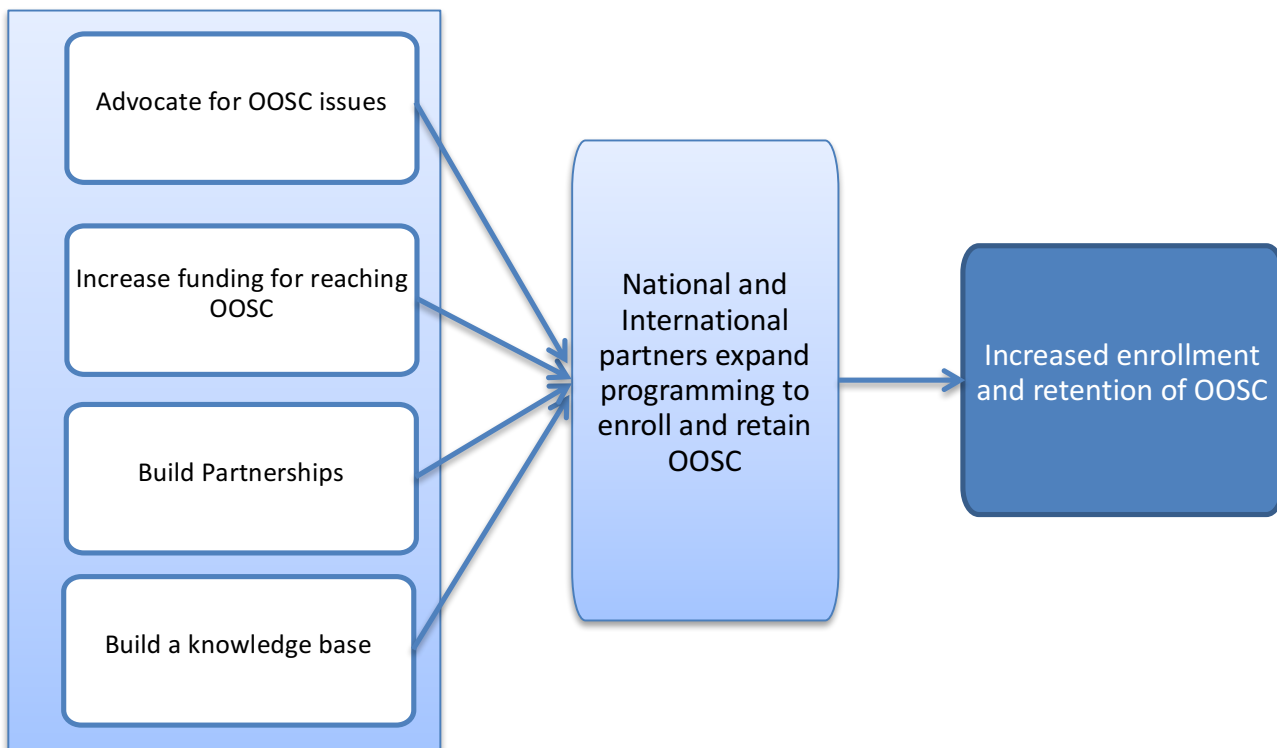 Advocate for OOSC issues
Increase funding for reaching
OOSC
Build Partnerships
Build a knowledge base
National and
International
partners expand
programming to
enroll and retain
OOSC
Increased enrollment
and retention of OOSC